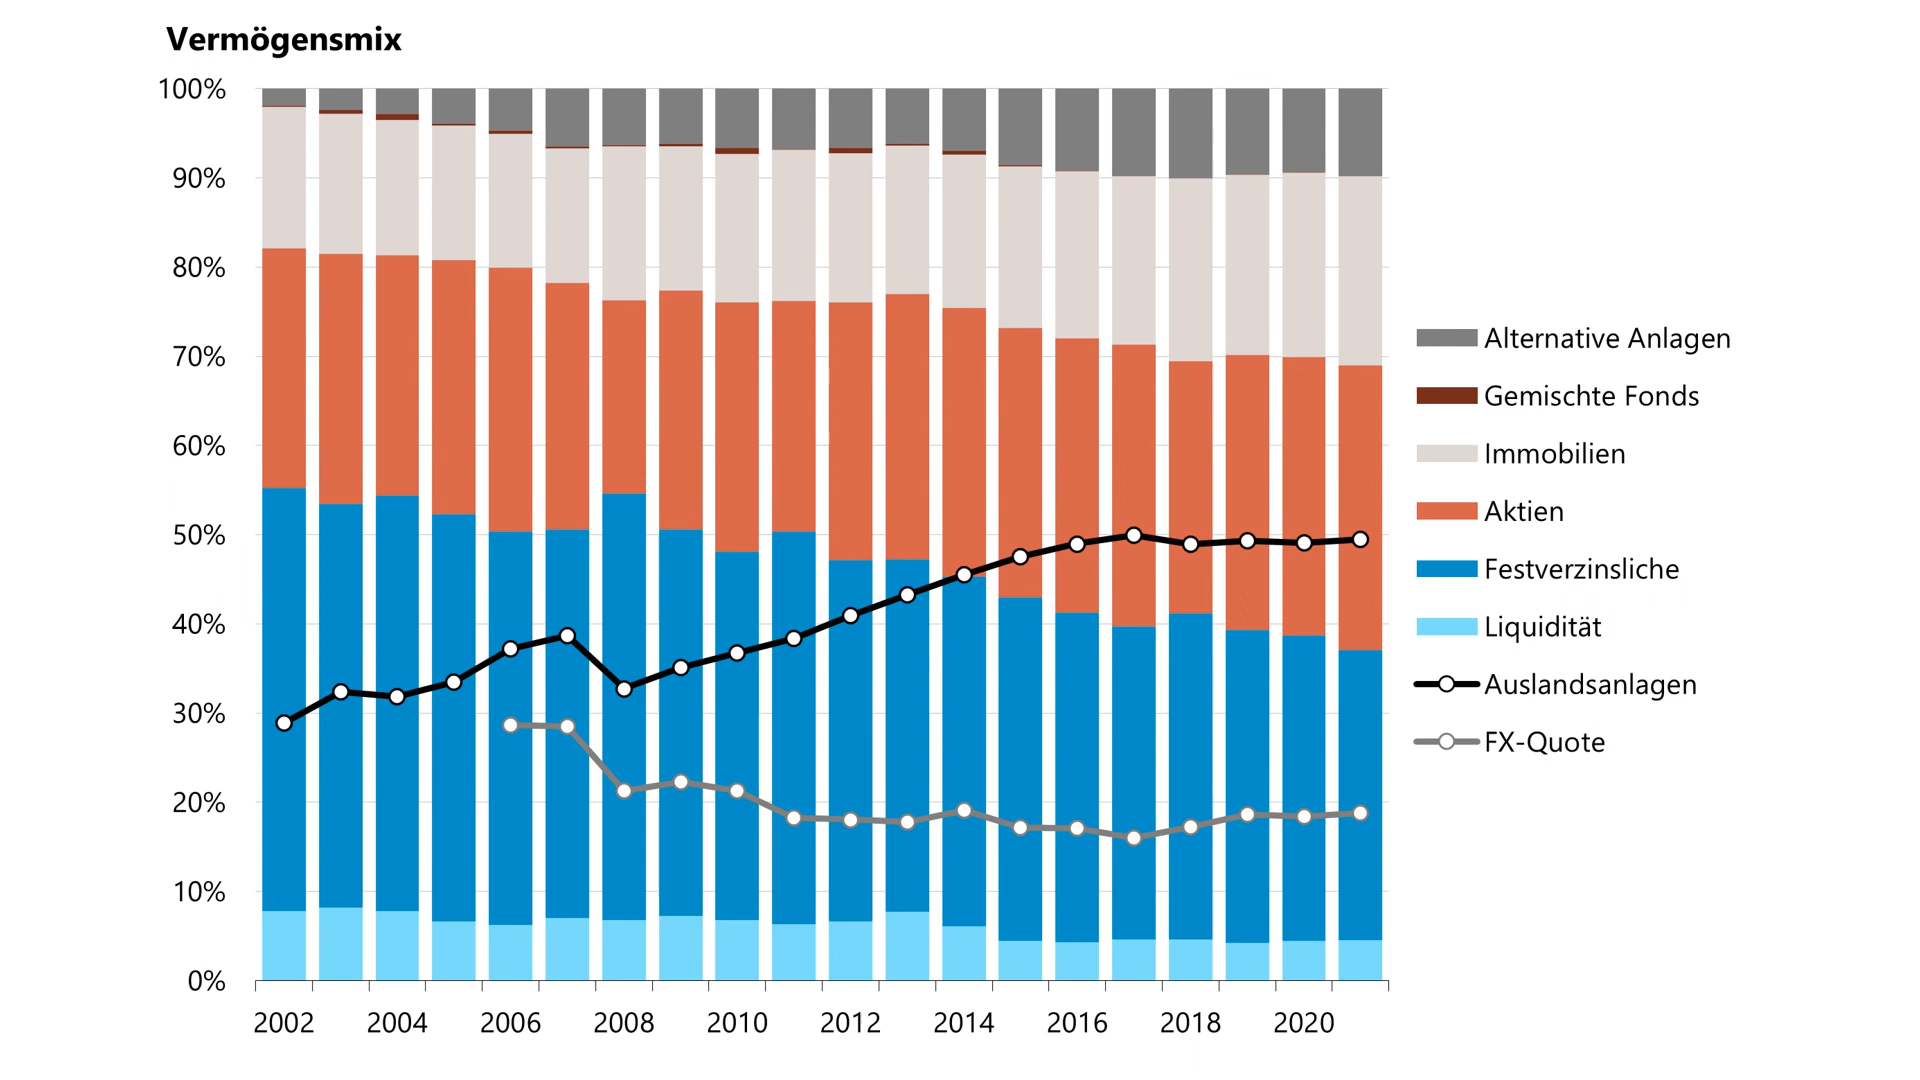 Vermögensmix
100%
90%
80%
70%
60%
50%
40%
30%
20%
10%
0%
2002 2004 2006 2008 2010 2012 2014 2016 2018 2020
Alternative Anlagen
Gemischte Fonds
Immobilien
Aktien
Festverzinsliche
Liquidität
Auslandsanlagen
FX-Quote